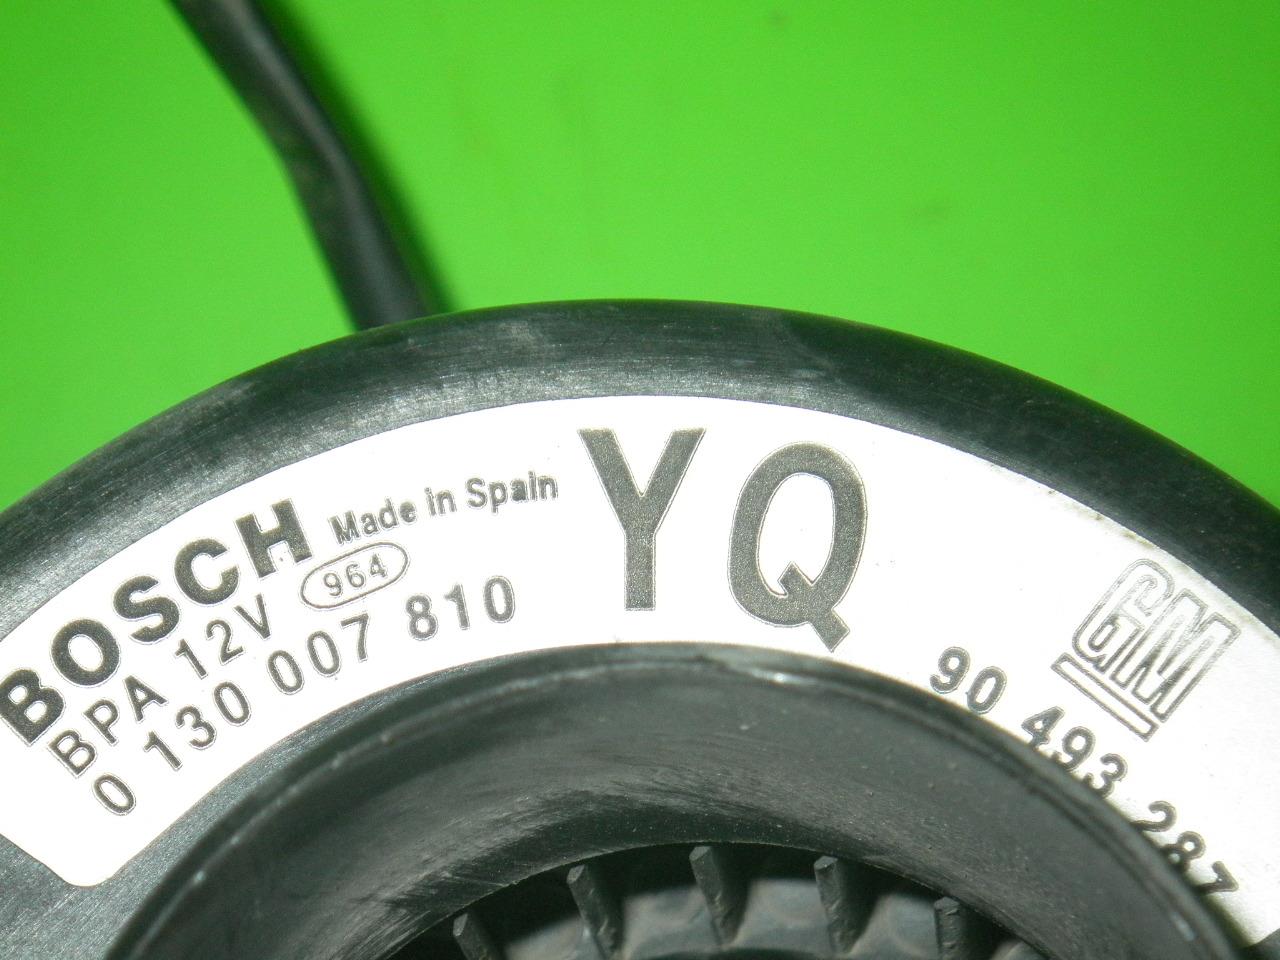 BOSCH Made in Spain
BPA 12V 964
0 130 007 810
YQ
GM
90 493 287